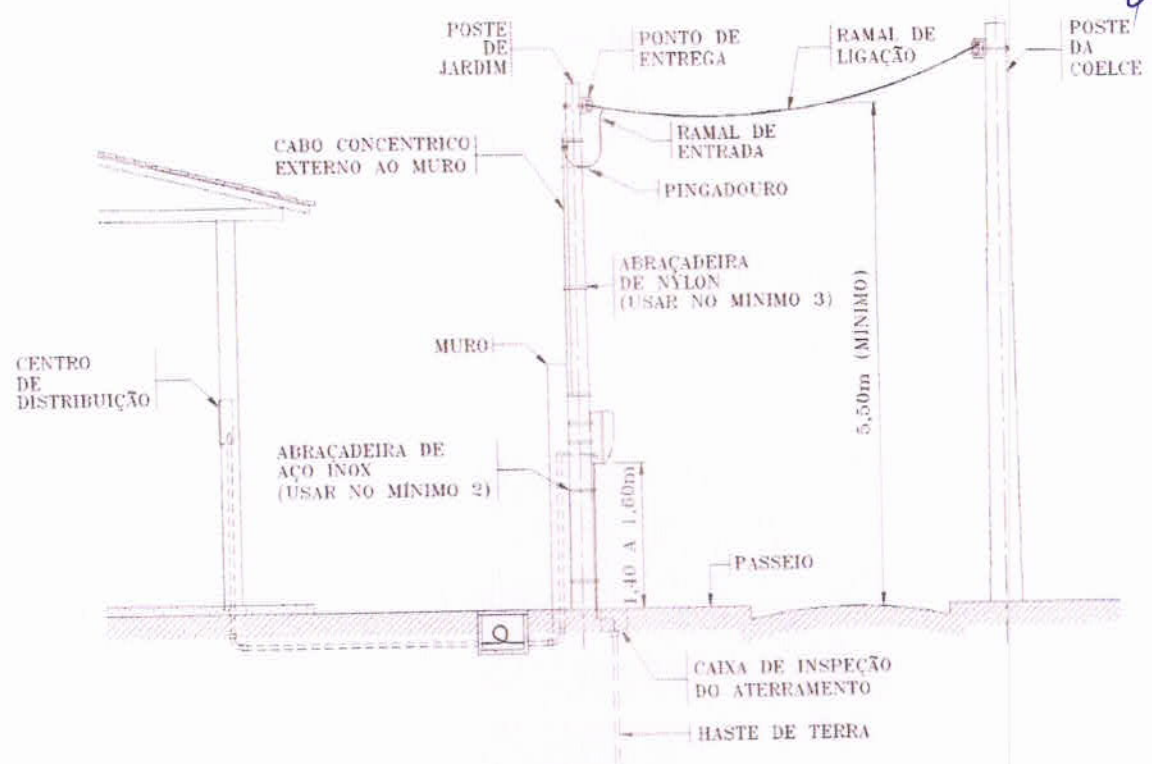 POSTE
DE
JARDIM
PONTO DE
ENTREGA
RAMAL DE
LIGAÇÃO
POSTE
DA
COELCE
CABO CONCENTRICO
EXTERNO AO MURO
RAMAL DE
ENTRADA
PINGADOURO
ABRAÇADEIRA
DE NYLON
(USAR NO MINIMO 3)
5,50m (MINIMO)
MURO
CENTRO
DE
DISTRIBUIÇÃO
ABRAÇADEIRA DE
AÇO INOX
(USAR NO MÍNIMO 2)
1,40 A 1,60m
PASSEIO
CAIXA DE INSPEÇÃO
DO ATERRAMENTO
HASTE DE TERRA